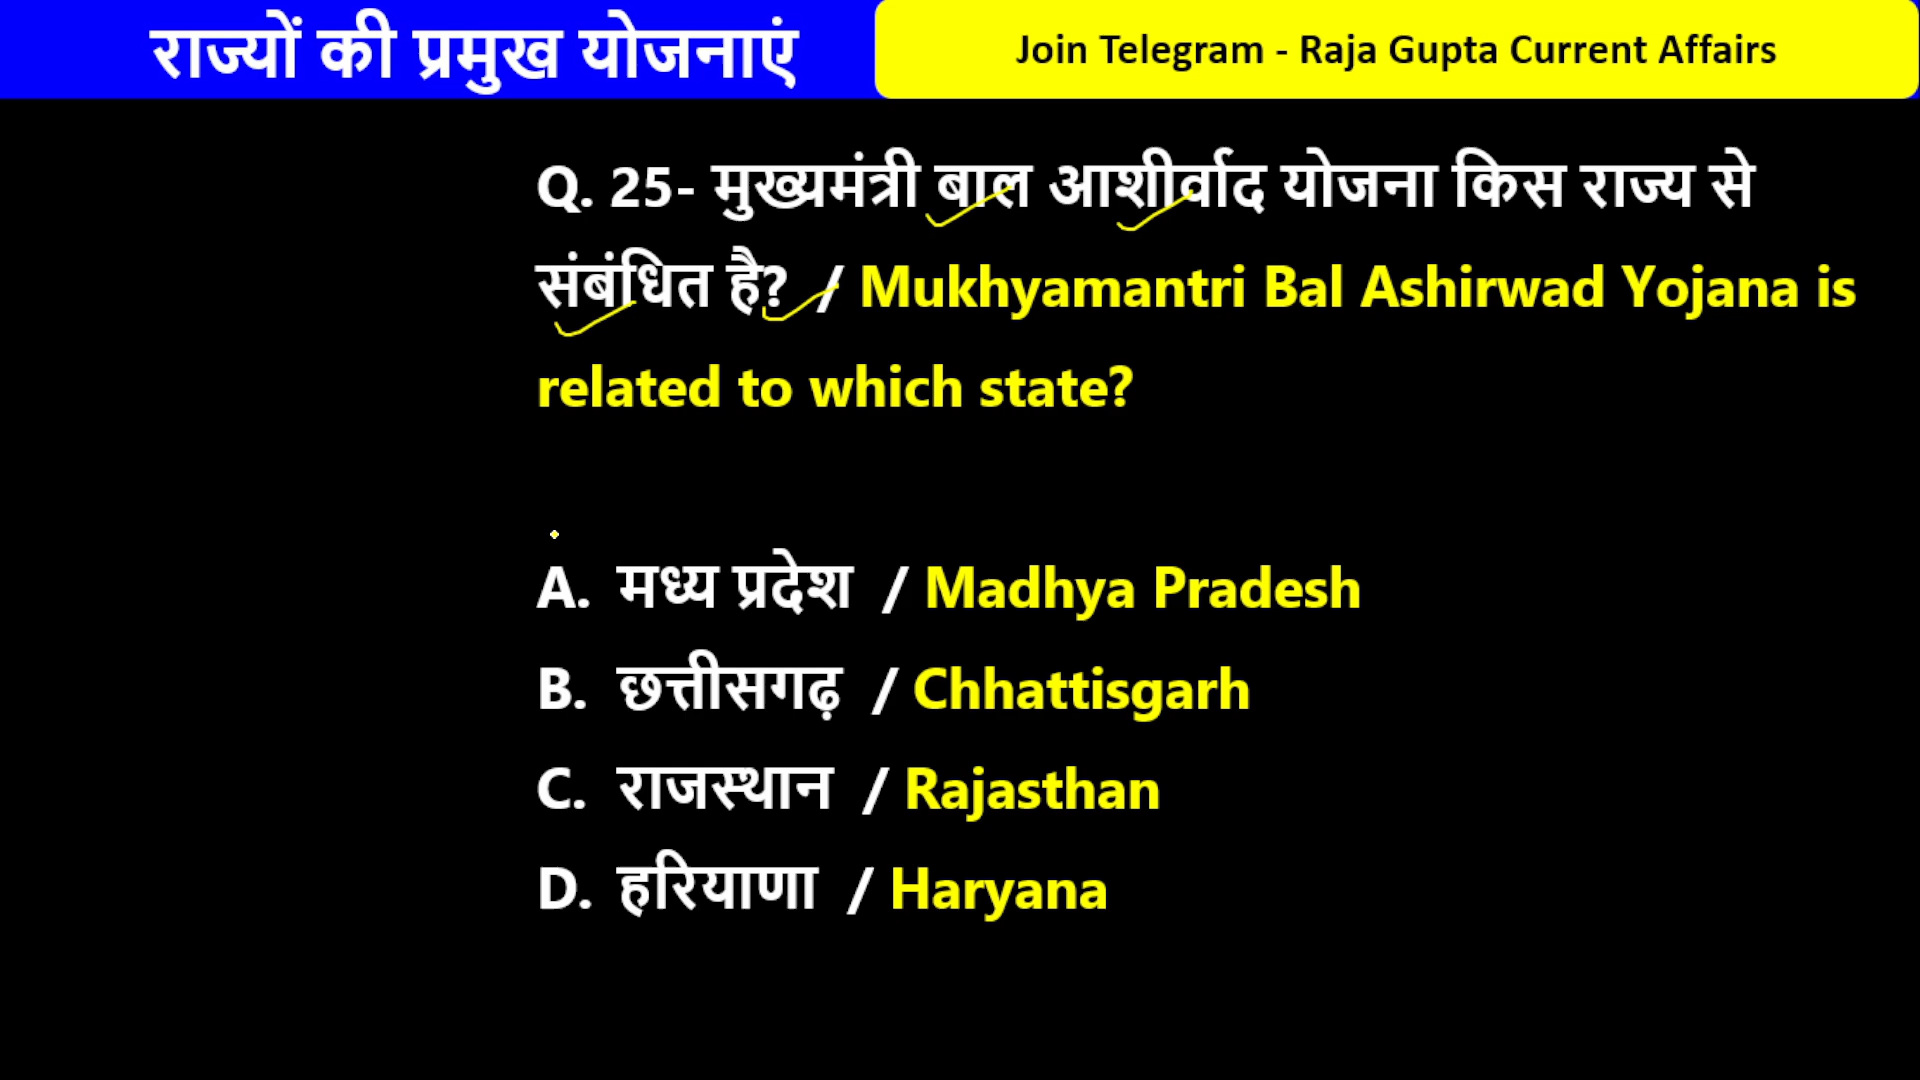 राज्यों की प्रमुख योजनाएं
Join Telegram - Raja Gupta Current Affairs
Q. 25- मुख्यमंत्री बाल आशीर्वाद योजना किस राज्य से
संबंधित है? / Mukhyamantri Bal Ashirwad Yojana is
related to which state?
A. मध्य प्रदेश / Madhya Pradesh
B. छत्तीसगढ़ / Chhattisgarh
C. राजस्थान / Rajasthan
D. हरियाणा / Haryana